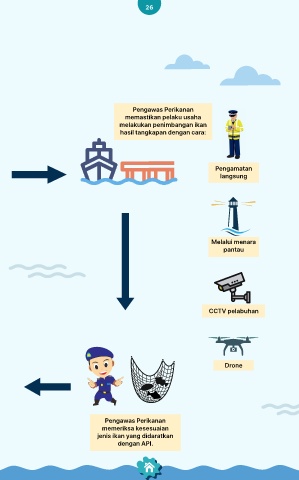 26
Pengawas Perikanan
memastikan pelaku usaha
melakukan penimbangan ikan
hasil tangkapan dengan cara:
Pengamatan
langsung
Melalui menara
pantau
CCTV pelabuhan
Drone
Pengawas Perikanan
memeriksa kesesuaian
jenis ikan yang didaratkan
dengan API.